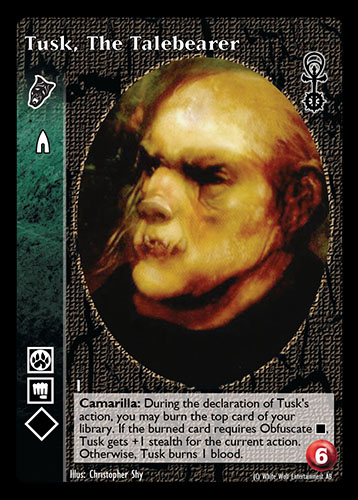 Tusk, The Talebearer
Camarilla: During the declaration of Tusk's
action, you may burn the top card of your
library. If the burned card requires Obfuscate ■,
Tusk gets +1 stealth for the current action.
Otherwise, Tusk burns 1 blood.
6
Illus: Christopher Shy
(C) White Wolf Entertainment AB